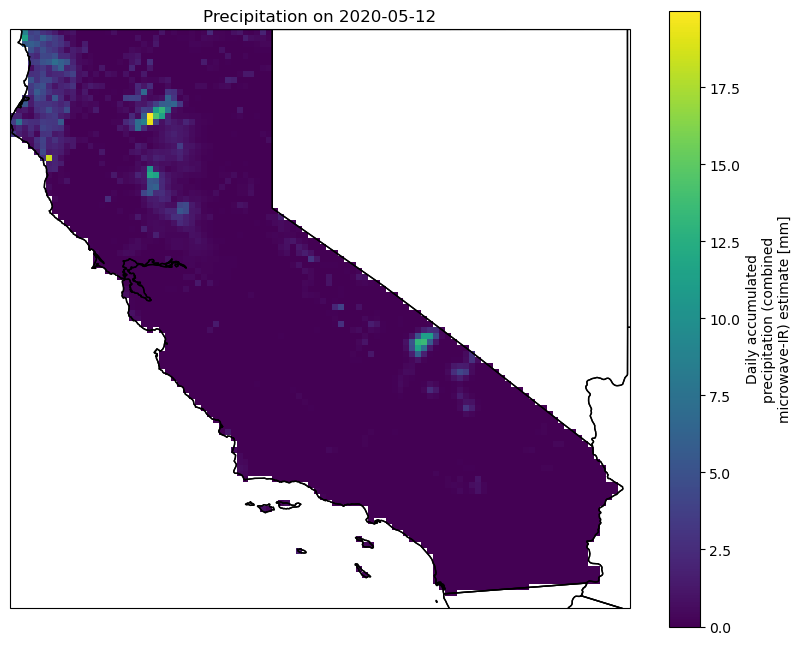 Precipitation on 2020-05-12
17.5
15.0
12.5
10.0
7.5
5.0
2.5
0.0
Daily accumulated
precipitation (combined
microwave-IR) estimate [mm]